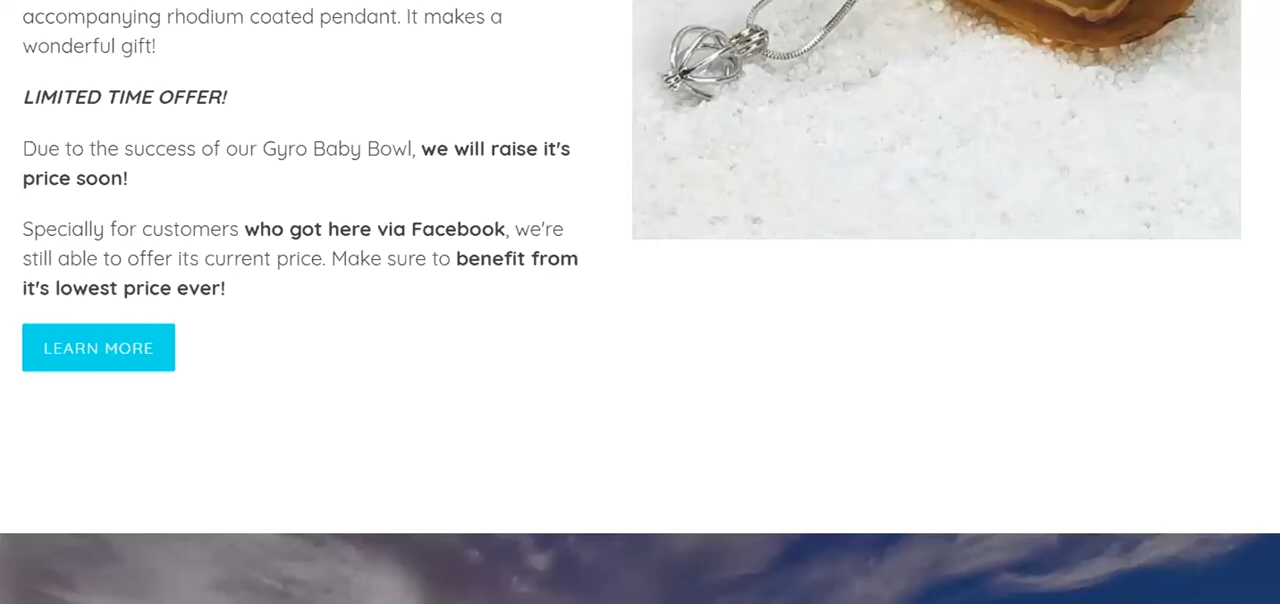 accompanying rhodium coated pendant. It makes a
wonderful gift!
LIMITED TIME OFFER!
Due to the success of our Gyro Baby Bowl, we will raise it's
price soon!
Specially for customers who got here via Facebook, we're
still able to offer its current price. Make sure to benefit from
it's lowest price ever!
LEARN MORE